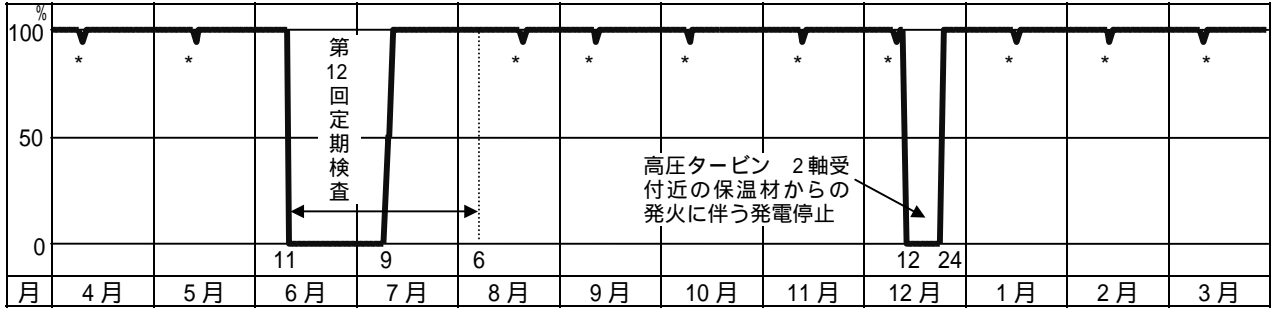 %
100
50
0
第12回定期検査
* * * * * * * * * *
高圧タービン 2軸受
付近の保温材からの
発火に伴う発電停止
11 9 6 12 24
月 4月 5月 6月 7月 8月 9月 10月 11月 12月 1月 2月 3月